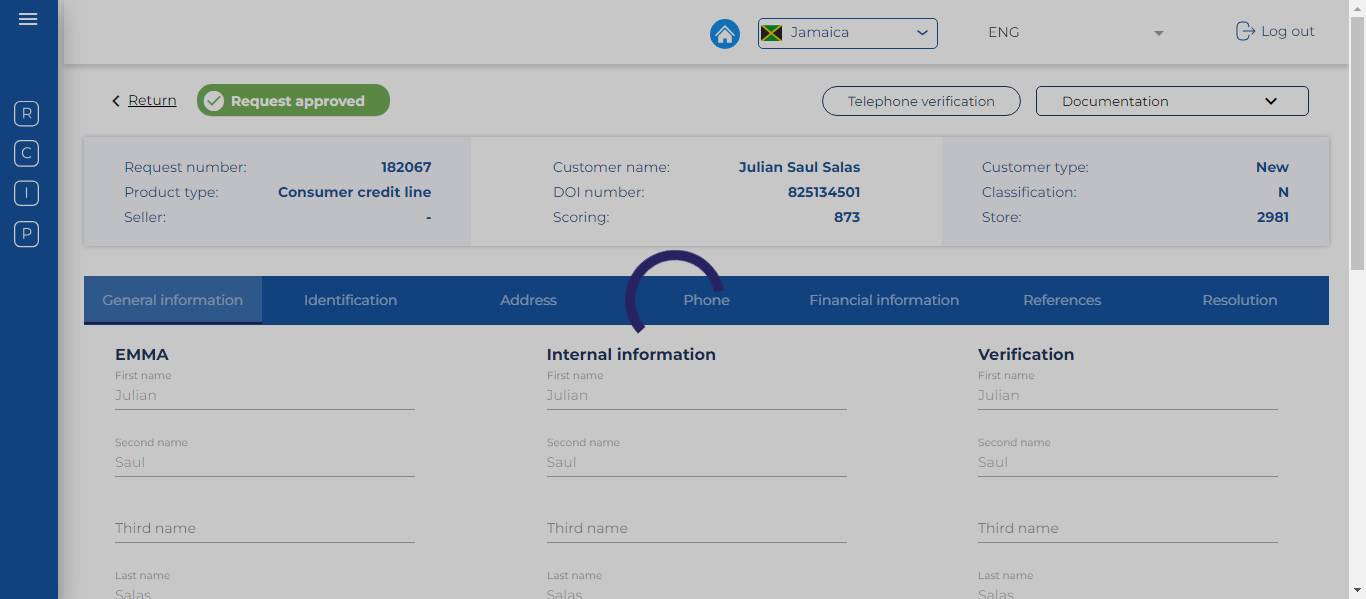 Jamaica
ENG
Log out
R
C
I
P
Return
Request approved
Telephone verification
Documentation
Request number: 182067
Product type: Consumer credit line
Seller: -
Customer name: Julian Saul Salas
DOI number: 825134501
Scoring: 873
Customer type: New
Classification: N
Store: 2981
General information
Identification
Address
Phone
Financial information
References
Resolution
EMMA
First name
Julian
Second name
Saul
Third name
Last name
Salas
Internal information
First name
Julian
Second name
Saul
Third name
Last name
Salas
Verification
First name
Julian
Second name
Saul
Third name
Last name
Salas